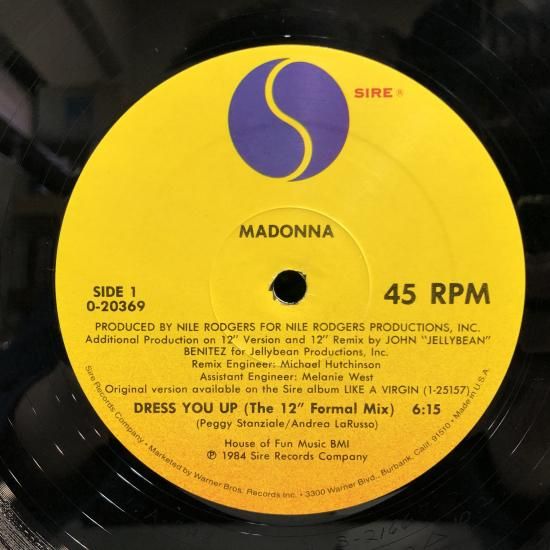 SIRE ®
MADONNA
SIDE 1
0-20369
45 RPM
PRODUCED BY NILE RODGERS FOR NILE RODGERS PRODUCTIONS, INC.
Additional Production on 12" Version and 12" Remix by JOHN "JELLYBEAN"
BENITEZ for Jellybean Productions, Inc.
Remix Engineer: Michael Hutchinson
Assistant Engineer: Melanie West
Original version available on the Sire album LIKE A VIRGIN (1-25157)
DRESS YOU UP (The 12" Formal Mix) 6:15
(Peggy Stanziale/Andrea LaRusso)
House of Fun Music BMI
℗ 1984 Sire Records Company
Sire Records Company • Marketed by Warner Bros. Records Inc. • 3300 Warner Blvd., Burbank, Calif. 91510 • Made in U.S.A.